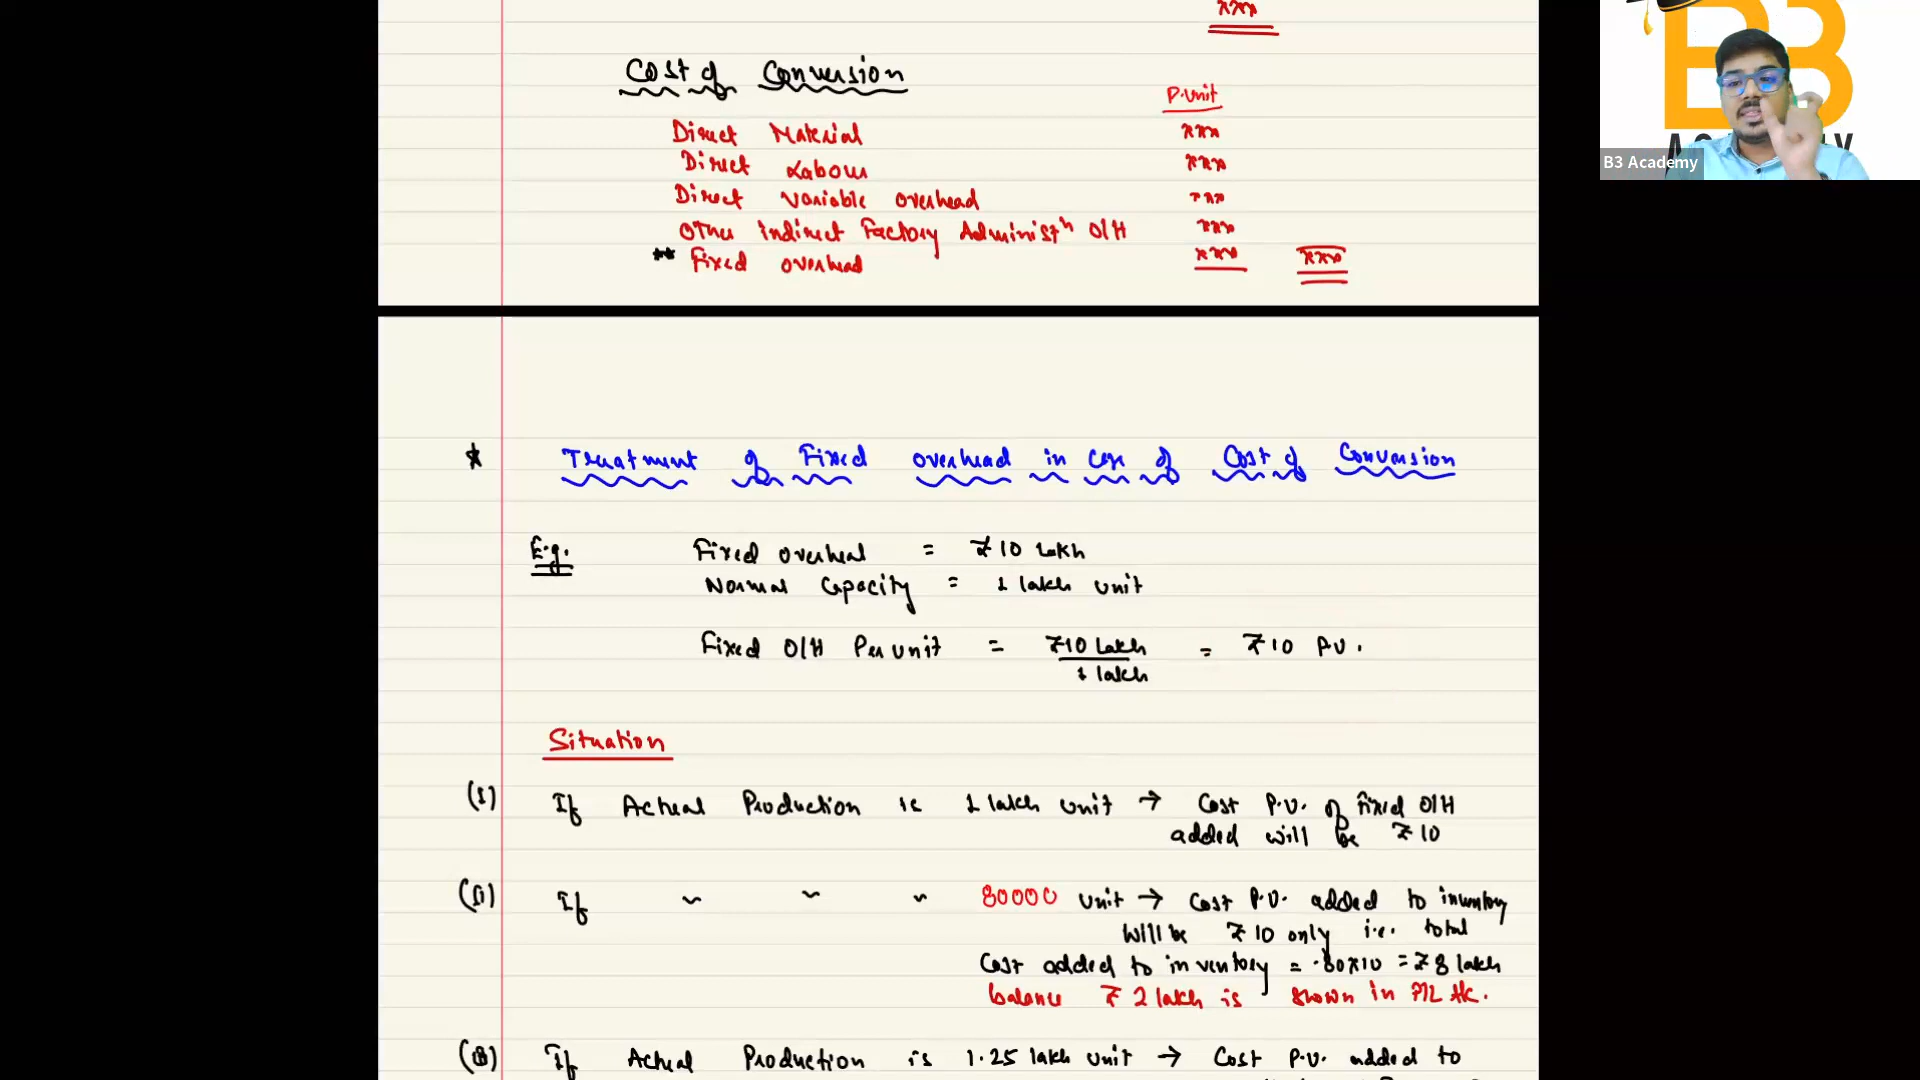 xxx
Cost of Conversion
P.unit
Direct Material xxx
Direct Labour xxx
Direct Variable overhead xxx
Other Indirect Factory Administn O/H xxx
** Fixed overhead xxx xxx
* Treatment of Fixed overhead in case of Cost of Conversion
E.g. Fixed overhead = ₹10 lakh
Normal Capacity = 1 lakh unit
Fixed O/H Per unit = ₹10 lakh / 1 lakh = ₹10 P.U.
Situation
(I) If Actual Production is 1 lakh unit → Cost P.U. of fixed O/H
added will be ₹10
(II) If " " " 80000 unit → Cost P.U. added to inventory
will be ₹10 only i.e. total
Cost added to inventory = 80×10 = ₹8 lakh
balance ₹2 lakh is shown in P/L A/c.
If Actual Production is 1.25 lakh unit → Cost P.U. added to
B3
B3 Academy